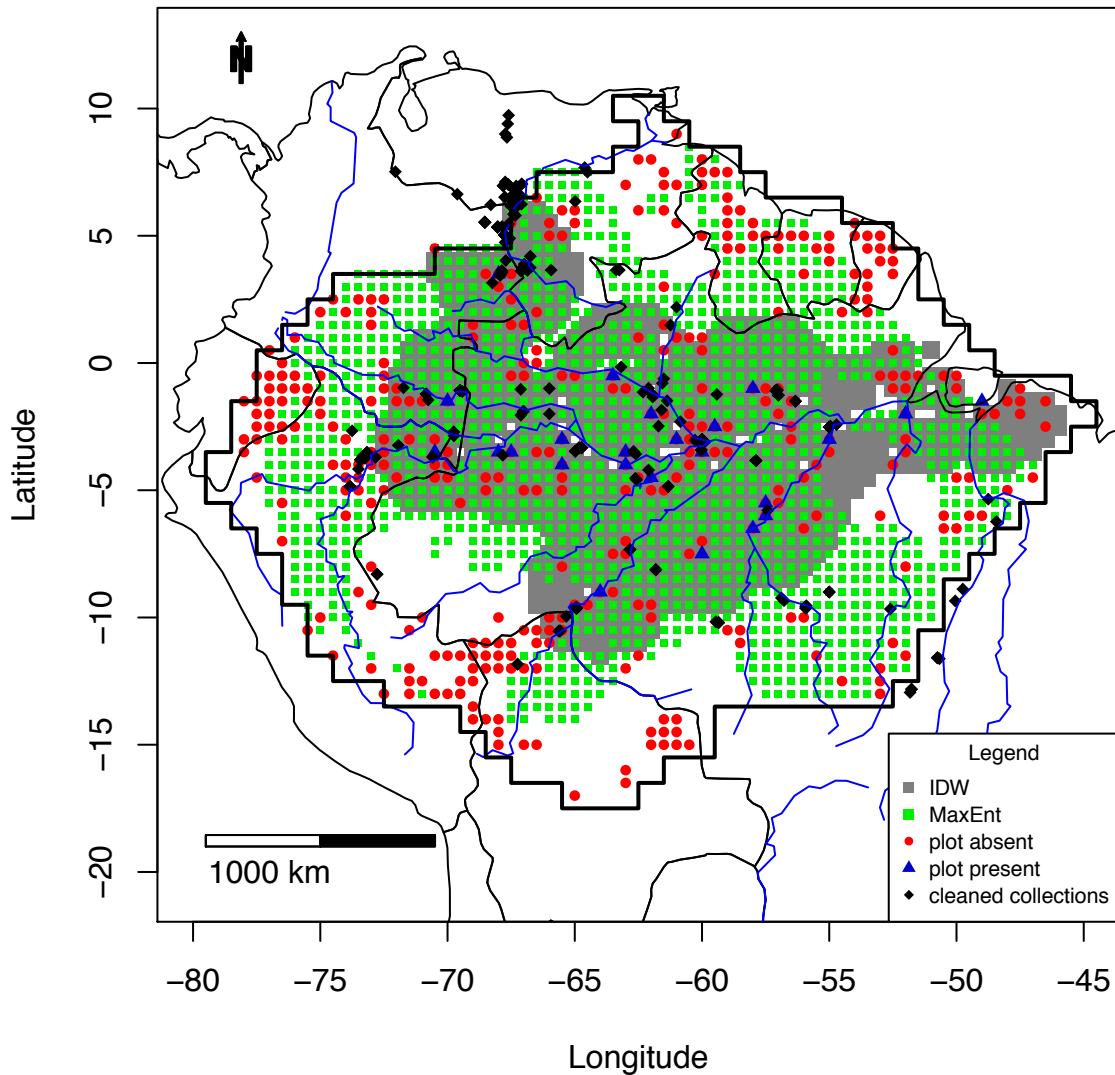 N
10
5
0
−5
−10
−15
−20
Latitude
1000 km
Legend
IDW
MaxEnt
plot absent
plot present
cleaned collections
−80
−75
−70
−65
−60
−55
−50
−45
Longitude